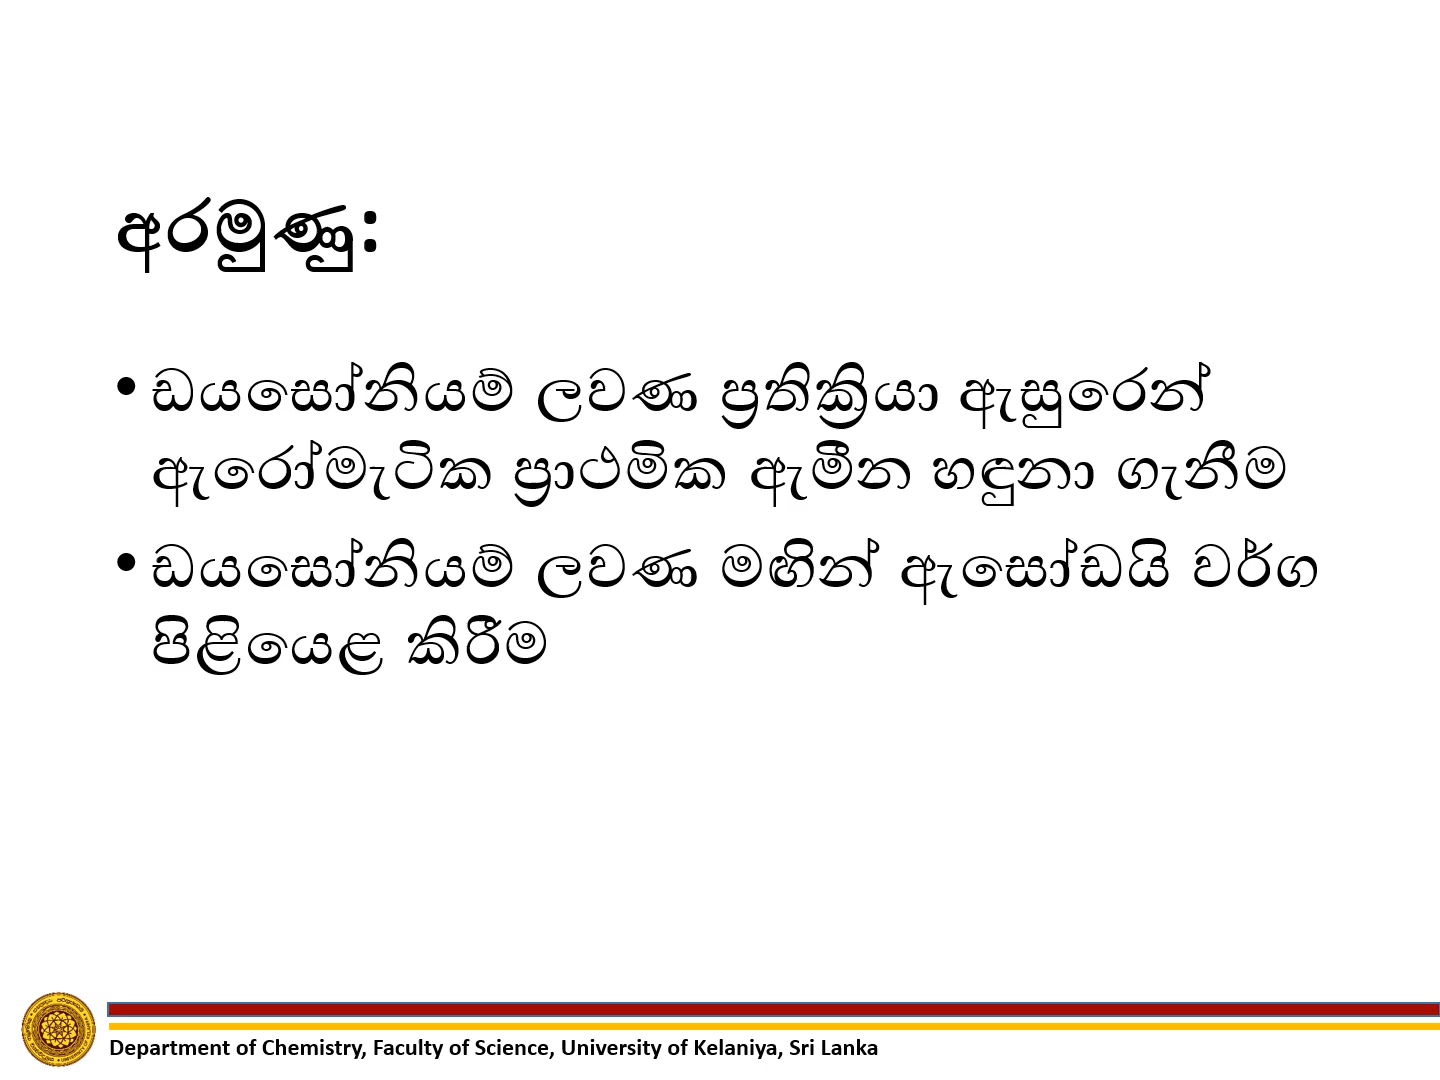 අරමුණු:
• ඩයසෝනියම් ලවණ ප්‍රතික්‍රියා ඇසුරෙන්
ඇරෝමැටික ප්‍රාථමික ඇමීන හඳුනා ගැනීම
• ඩයසෝනියම් ලවණ මඟින් ඇසෝඩයි වර්ග
පිළියෙළ කිරීම
Department of Chemistry, Faculty of Science, University of Kelaniya, Sri Lanka